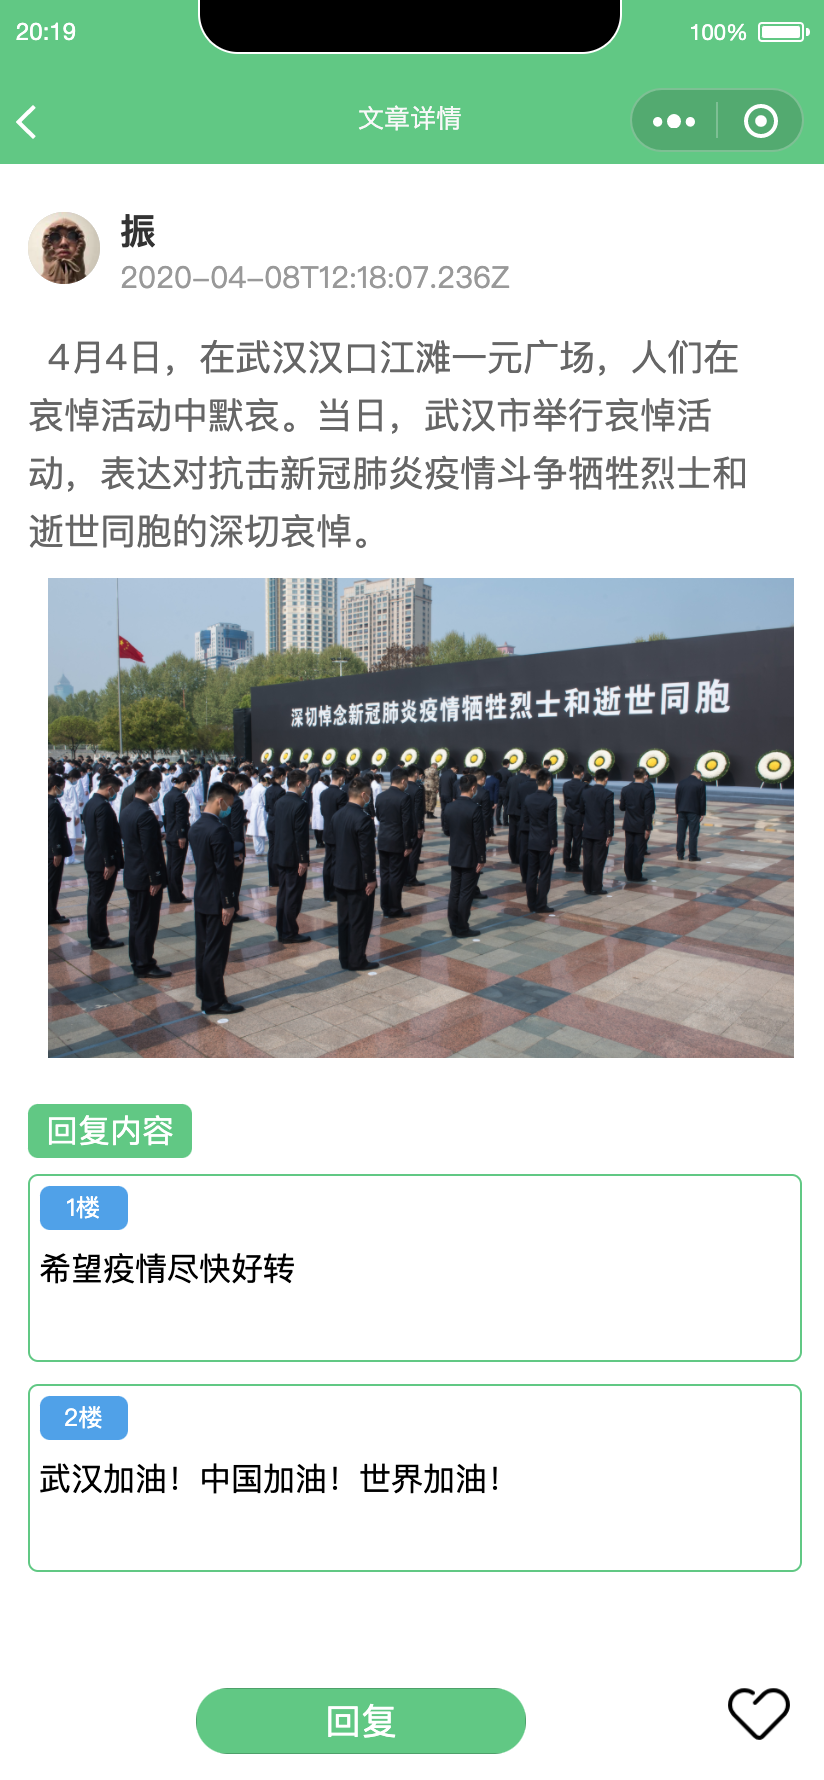 20:19
100%
文章详情
振
2020-04-08T12:18:07.236Z
4月4日，在武汉汉口江滩一元广场，人们在
哀悼活动中默哀。当日，武汉市举行哀悼活
动，表达对抗击新冠肺炎疫情斗争牺牲烈士和
逝世同胞的深切哀悼。
深切悼念新冠肺炎疫情牺牲烈士和逝世同胞
回复内容
1楼
希望疫情尽快好转
2楼
武汉加油！中国加油！世界加油！
回复